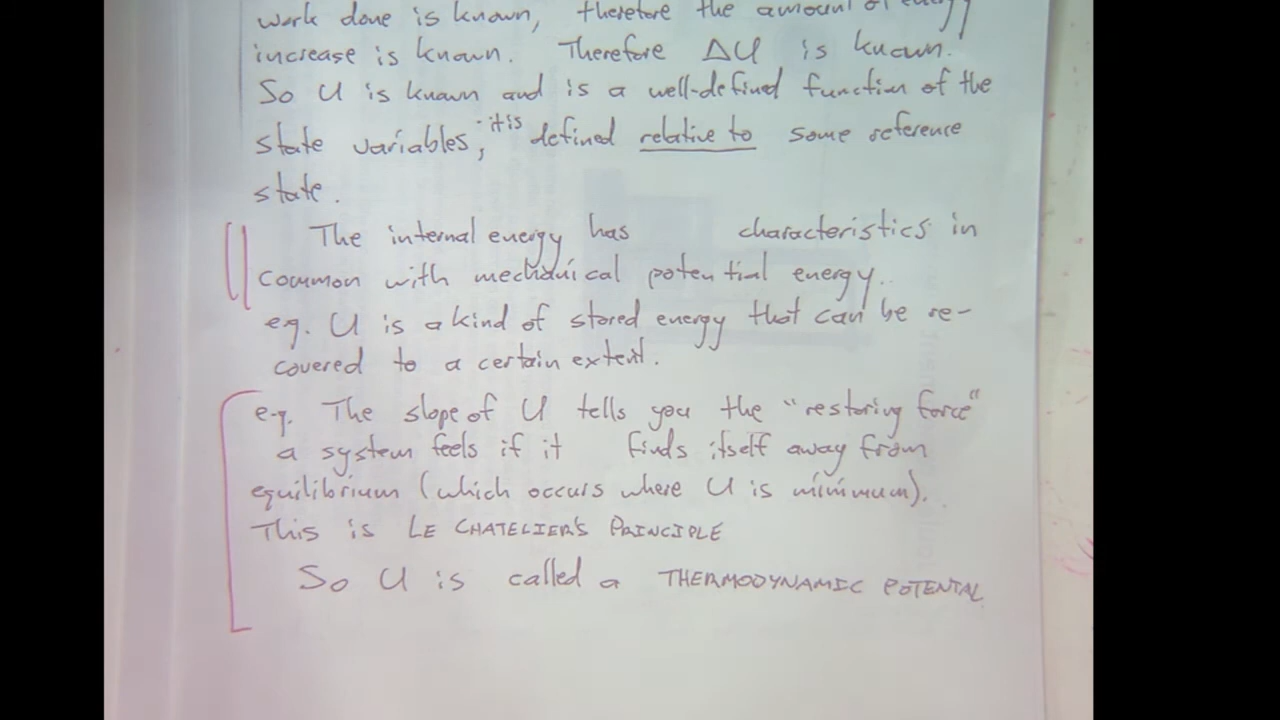 work done is known, therefore the amount of energy
increase is known. Therefore ΔU is known.
So U is known and is a well-defined function of the
state variables; it is defined relative to some reference
state.
The internal energy has characteristics in
common with mechanical potential energy.
e.g. U is a kind of stored energy that can be re-
covered to a certain extent.
e.g. The slope of U tells you the "restoring force"
a system feels if it finds itself away from
equilibrium (which occurs where U is minimum).
This is LE CHATELIER'S PRINCIPLE
So U is called a THERMODYNAMIC POTENTAL